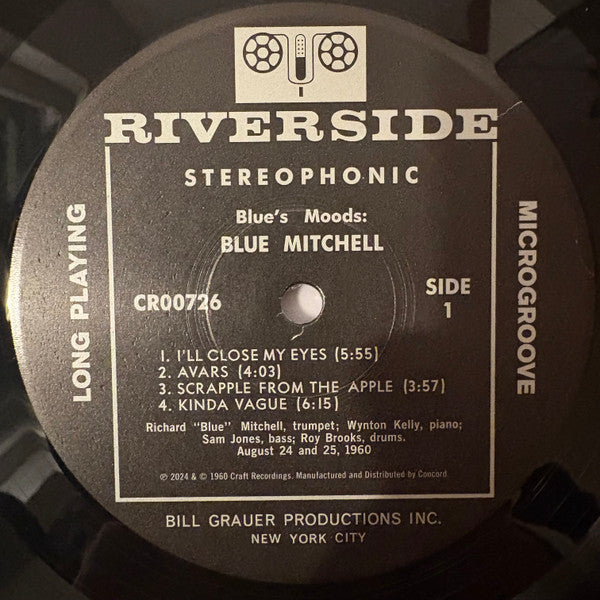 RIVERSIDE
STEREOPHONIC
Blue's Moods:
BLUE MITCHELL
LONG PLAYING
MICROGROOVE
CR00726
SIDE
1
1. I'LL CLOSE MY EYES (5:55)
2. AVARS (4:03)
3. SCRAPPLE FROM THE APPLE (3:57)
4. KINDA VAGUE (6:15)
Richard "Blue" Mitchell, trumpet; Wynton Kelly, piano;
Sam Jones, bass; Roy Brooks, drums.
August 24 and 25, 1960
℗ 2024 & © 1960 Craft Recordings. Manufactured and Distributed by Concord.
BILL GRAUER PRODUCTIONS INC.
NEW YORK CITY